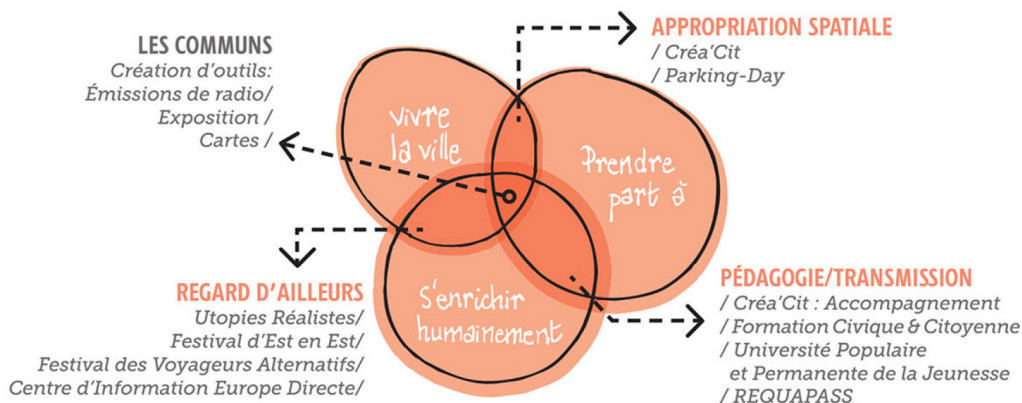 LES COMMUNS
Création d'outils:
Émissions de radio/
Exposition /
Cartes /
APPROPRIATION SPATIALE
/ Créa'Cit
/ Parking-Day
vivre
la ville
Prendre
part à
S'enrichir
humainement
REGARD D'AILLEURS
Utopies Réalistes/
Festival d'Est en Est/
Festival des Voyageurs Alternatifs/
Centre d'Information Europe Directe/
PÉDAGOGIE/TRANSMISSION
/ Créa'Cit : Accompagnement
/ Formation Civique & Citoyenne
/ Université Populaire
et Permanente de la Jeunesse
/ REQUAPASS